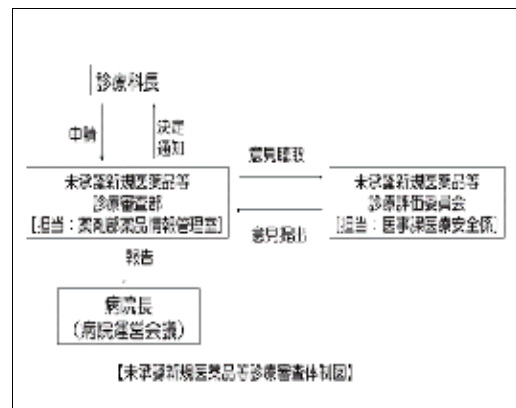 診療科長
申請
決定
通知
意見聴取
未承認新規医薬品等
診療審査部
[担当:薬剤部薬品情報管理室]
未承認新規医薬品等
診療評価委員会
[担当:医事課医療安全係]
意見提出
報告
病院長
(病院運営会議)
【未承認新規医薬品等診療審査体制図】